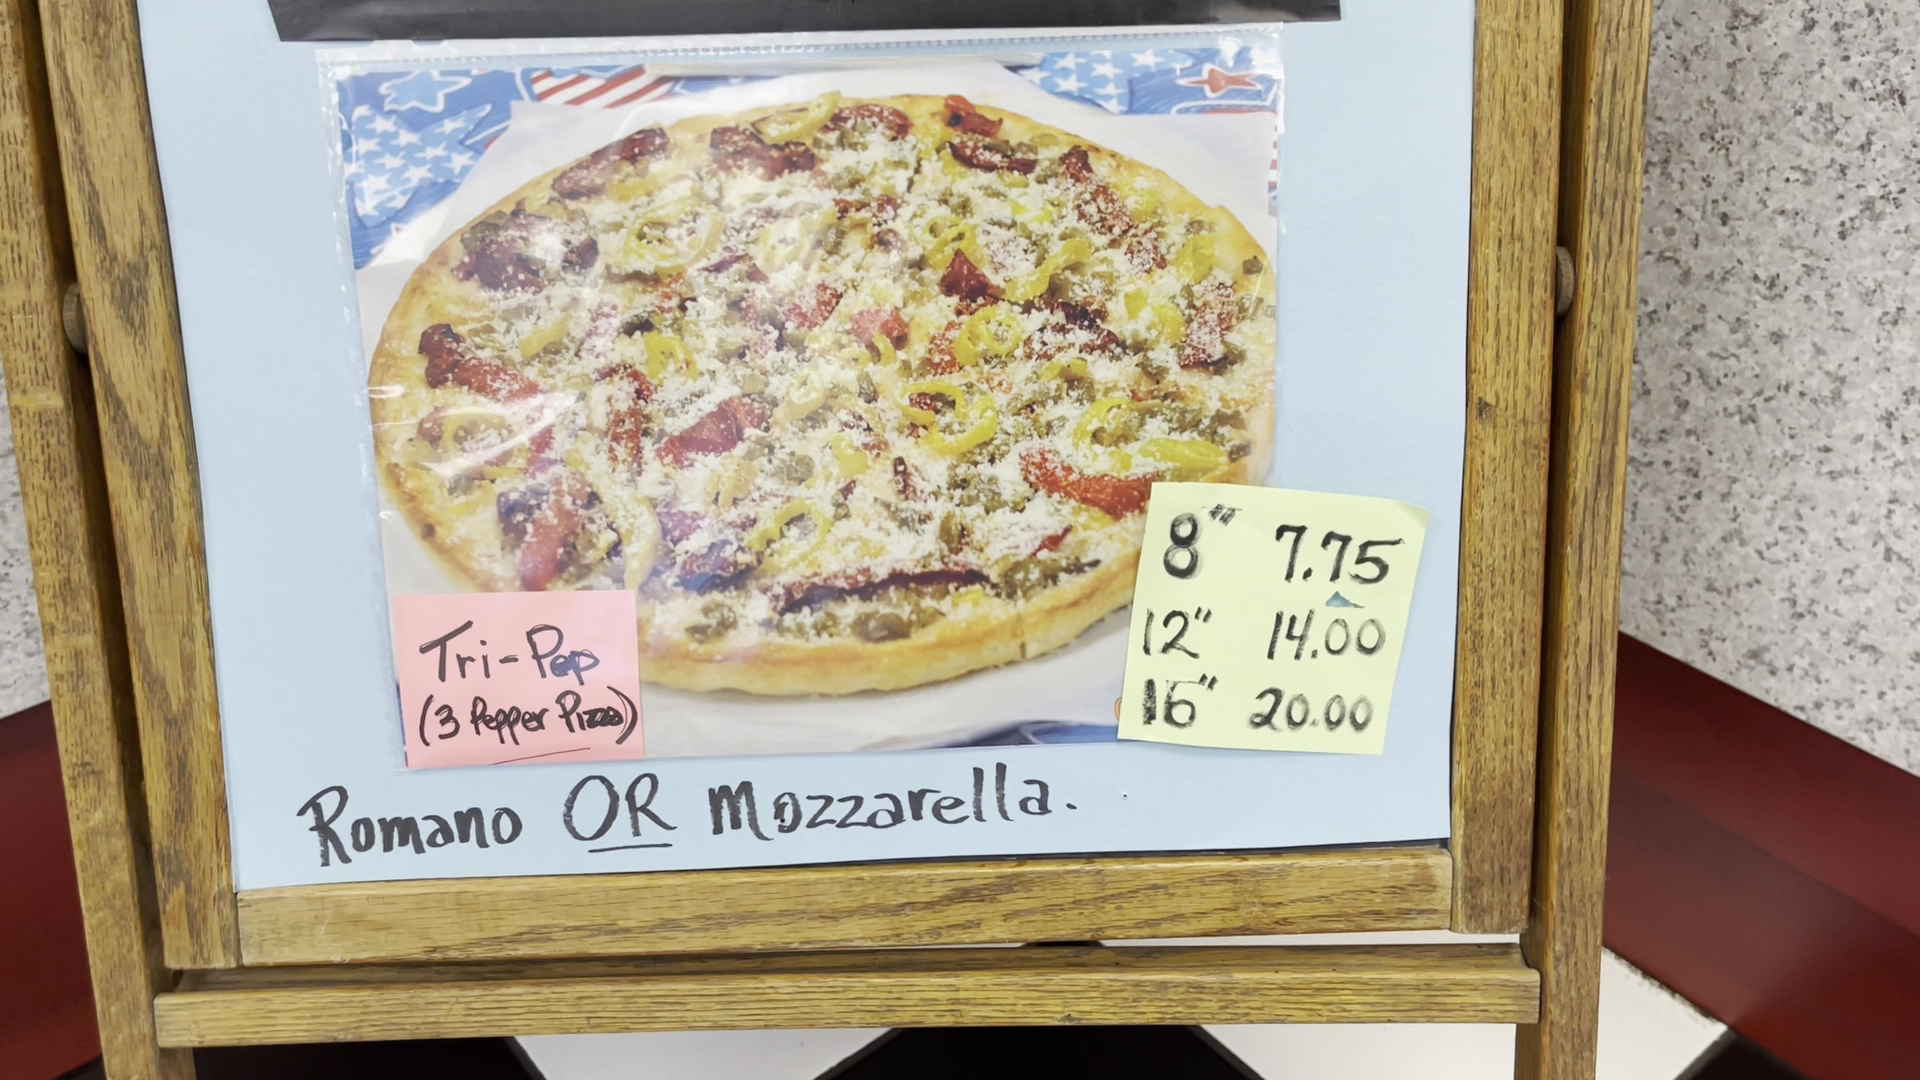 8" 7.75
12" 14.00
16" 20.00
Tri-Pep
(3 Pepper Pizza)
Romano OR Mozzarella.